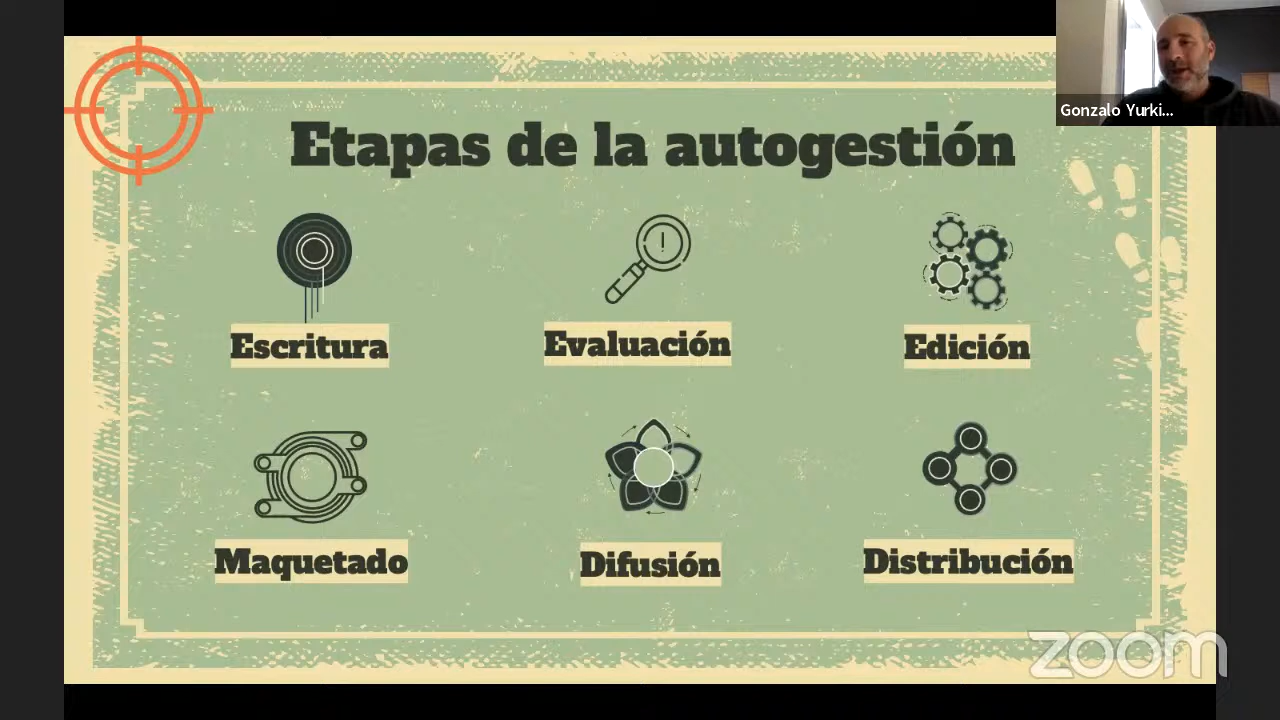 Gonzalo Yurki...
Etapas de la autogestión
Escritura
Evaluación
Edición
Maquetado
Difusión
Distribución
zoom